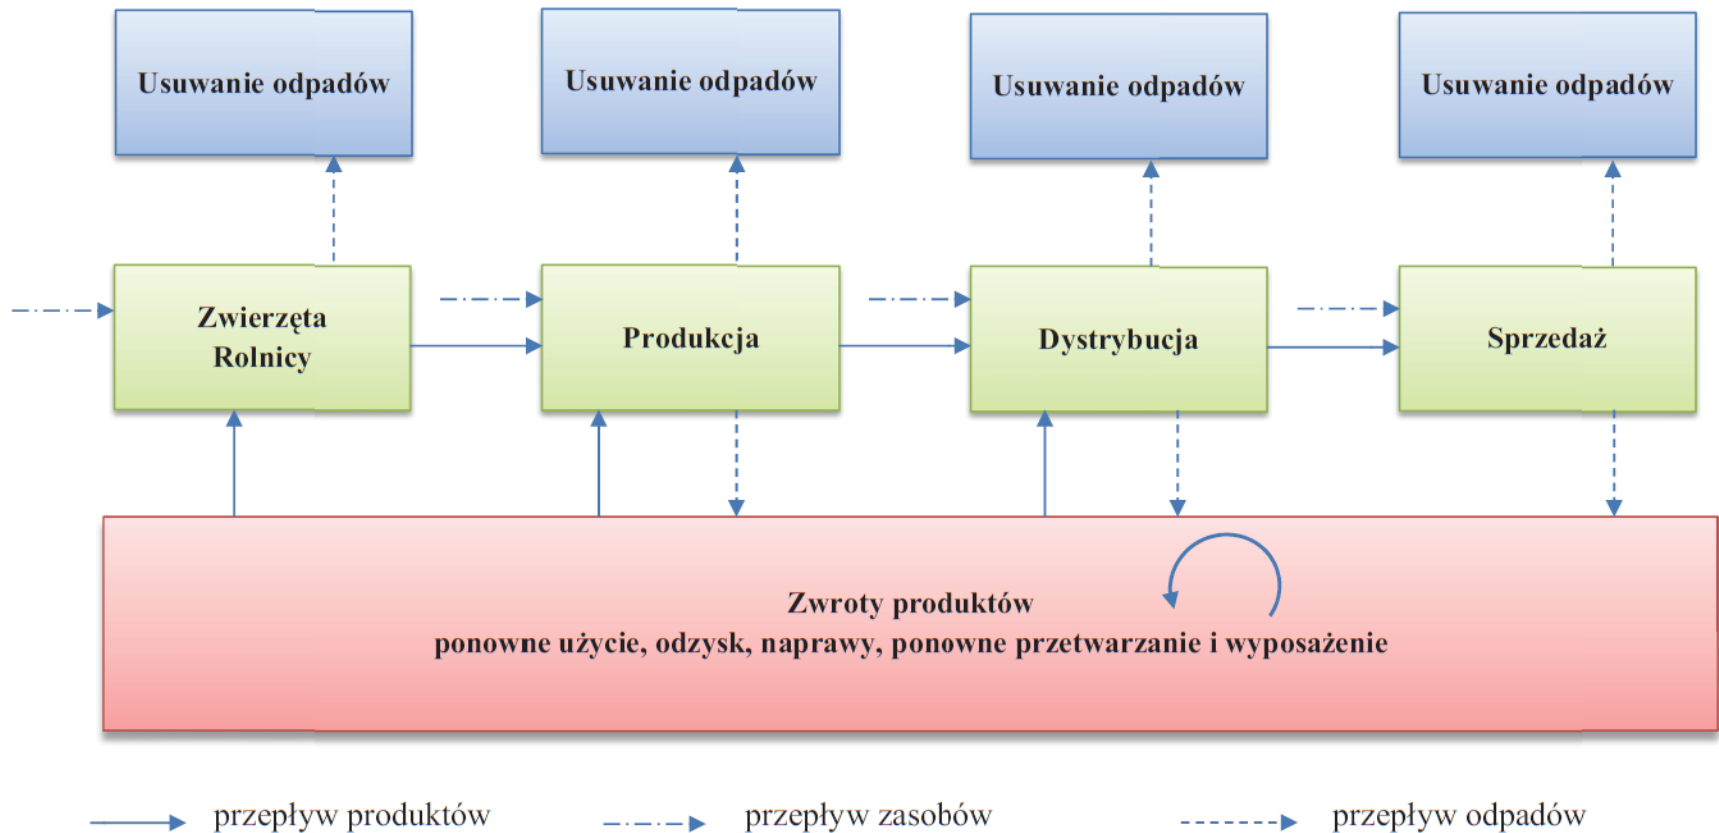 Usuwanie odpadów
Usuwanie odpadów
Usuwanie odpadów
Usuwanie odpadów
Zwierzęta
Rolnicy
Produkcja
Dystrybucja
Sprzedaż
Zwroty produktów
ponowne użycie, odzysk, naprawy, ponowne przetwarzanie i wyposażenie
przepływ produktów
przepływ zasobów
przepływ odpadów